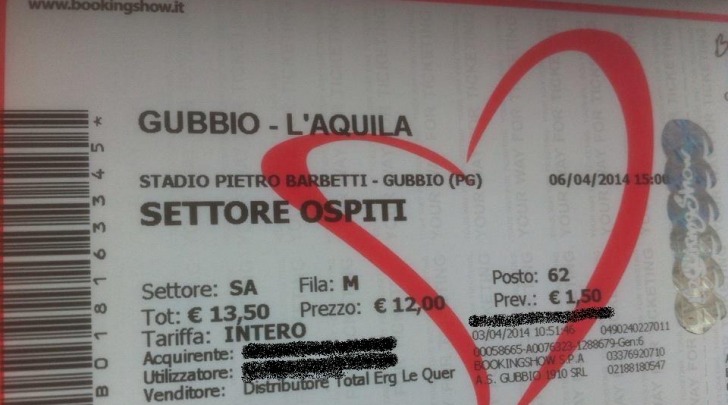 www.bookingshow.it
GUBBIO - L'AQUILA
STADIO PIETRO BARBETTI - GUBBIO (PG) 06/04/2014 15:00
SETTORE OSPITI
Settore: SA Fila: M Posto: 62
Tot: € 13,50 Prezzo: € 12,00 Prev.: € 1,50
Tariffa: INTERO
03/04/2014 10:51:46 0490240227011
Acquirente:
00058665-A0076323-1288679-Gen:6
Utilizzatore:
BOOKINGSHOW S.P.A 03376920710
Venditore: Distributore Total Erg Le Quer
A.S. GUBBIO 1910 SRL 02188180547
B0181633345*
BookingShow